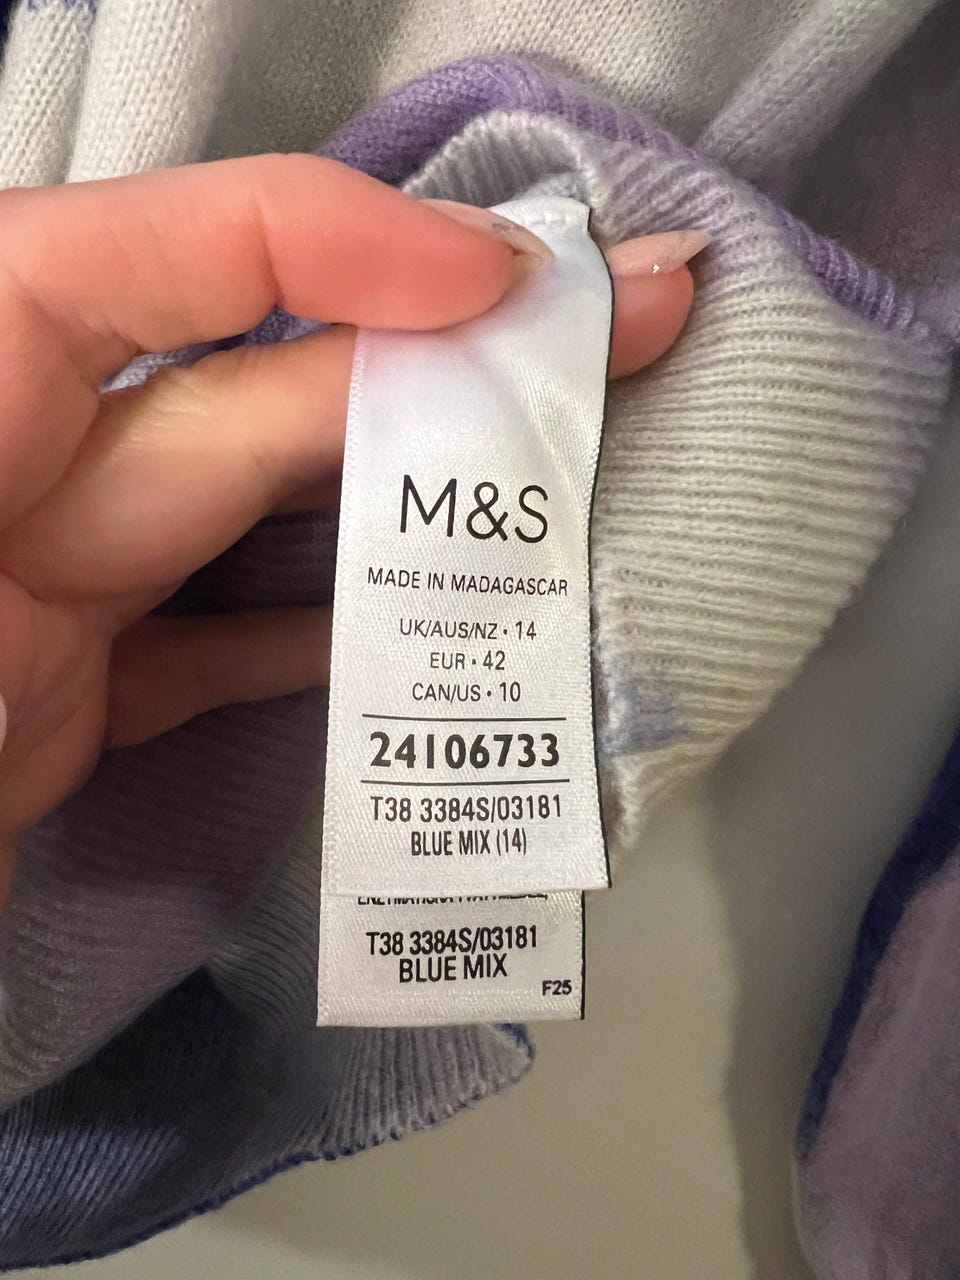 M&S
MADE IN MADAGASCAR
UK/AUS/NZ • 14
EUR • 42
CAN/US • 10
24106733
T38 3384S/03181
BLUE MIX (14)
T38 3384S/03181
BLUE MIX
F25